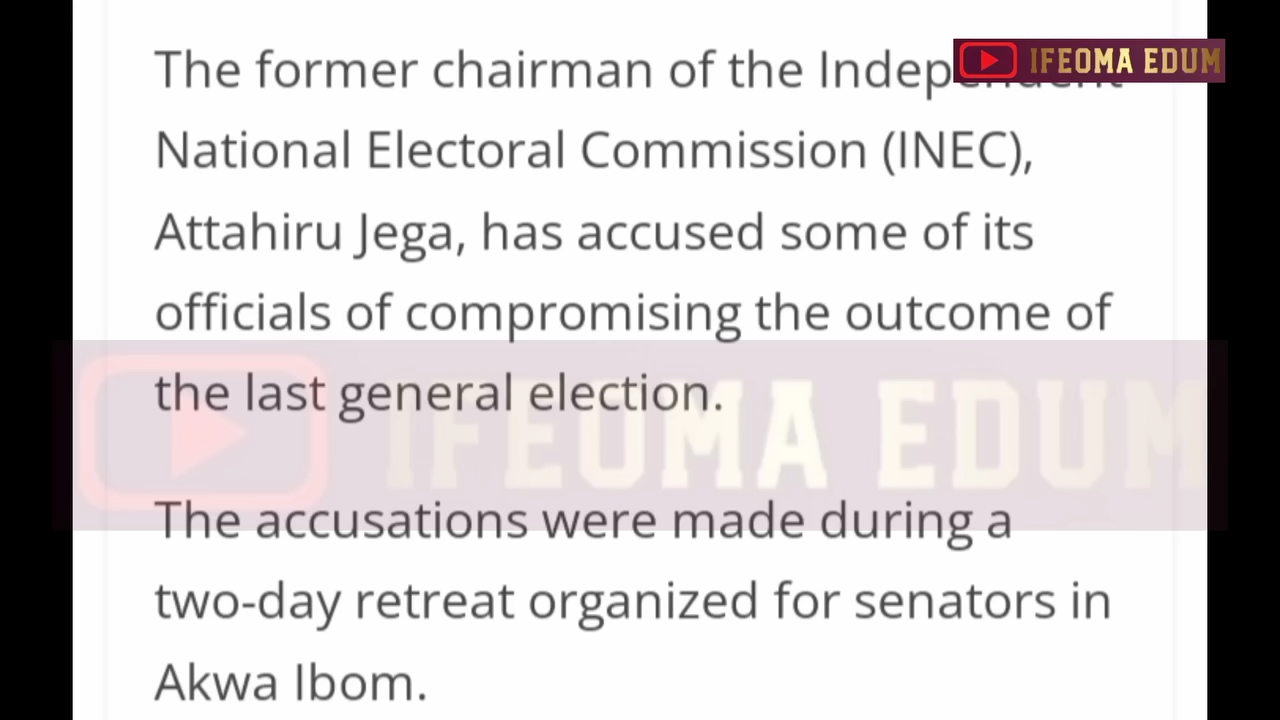 The former chairman of the Independent
National Electoral Commission (INEC),
Attahiru Jega, has accused some of its
officials of compromising the outcome of
the last general election.
The accusations were made during a
two-day retreat organized for senators in
Akwa Ibom.
IFEOMA EDUM
IFEOMA EDUM